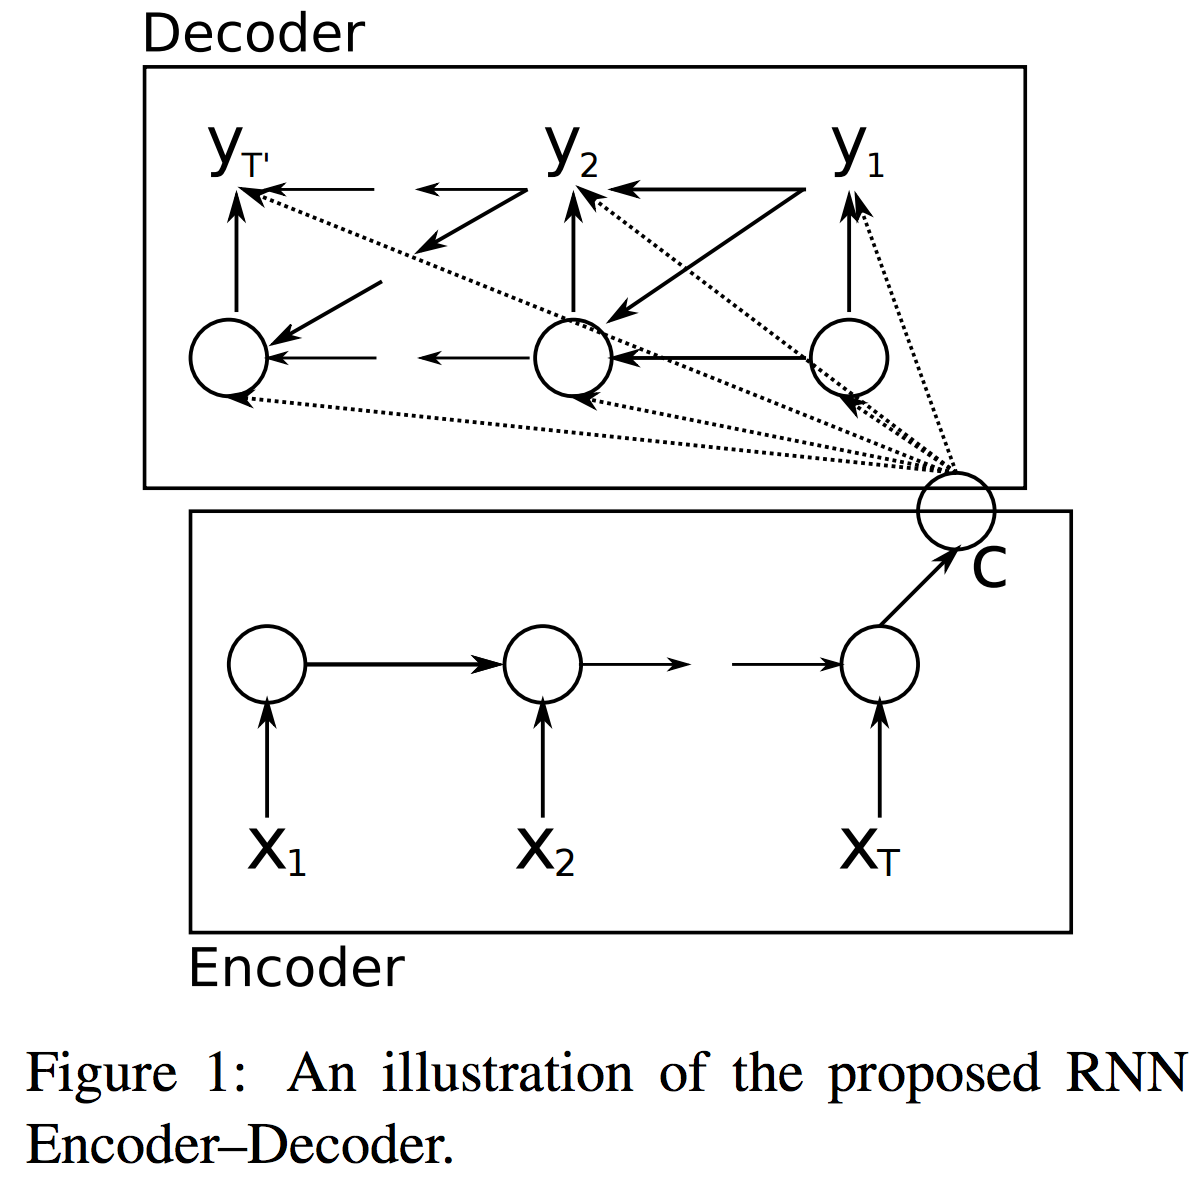 Decoder
yT' y2 y1
c
x1 x2 xT
Encoder
Figure 1: An illustration of the proposed RNN
Encoder–Decoder.